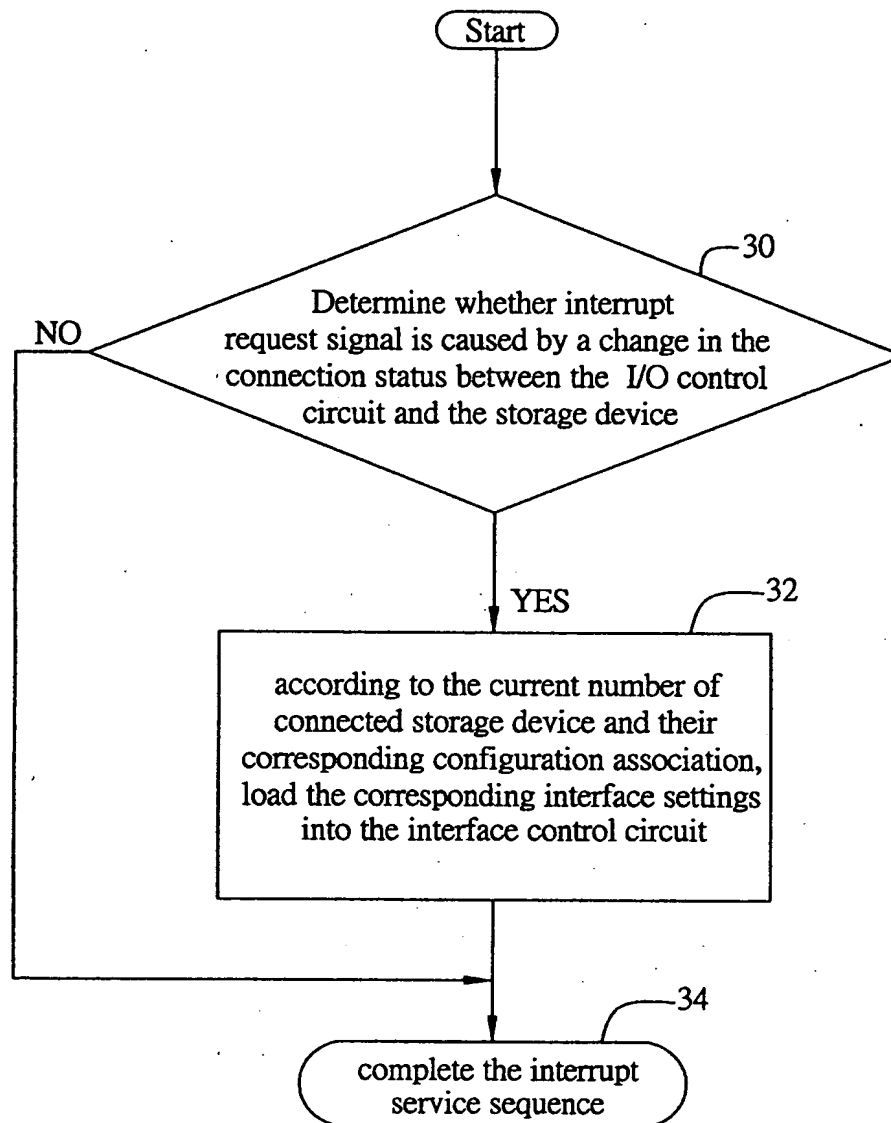 Start
30
Determine whether interrupt
request signal is caused by a change in the
connection status between the I/O control
circuit and the storage device
NO
YES
32
according to the current number of
connected storage device and their
corresponding configuration association,
load the corresponding interface settings
into the interface control circuit
34
complete the interrupt
service sequence